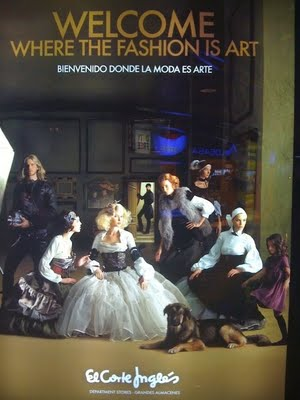 WELCOME
WHERE THE FASHION IS ART
BIENVENIDO DONDE LA MODA ES ARTE
El Corte Inglés
DEPARTMENT STORES - GRANDES ALMACENES